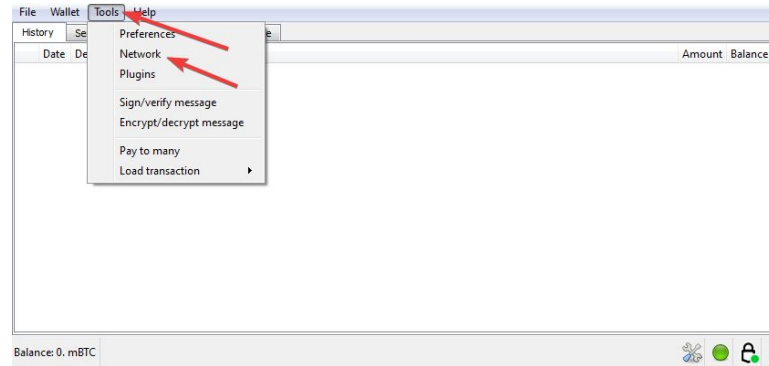 File Wallet Tools Help
History Se e
Date De Amount Balance
Preferences
Network
Plugins
Sign/verify message
Encrypt/decrypt message
Pay to many
Load transaction
Balance: 0. mBTC